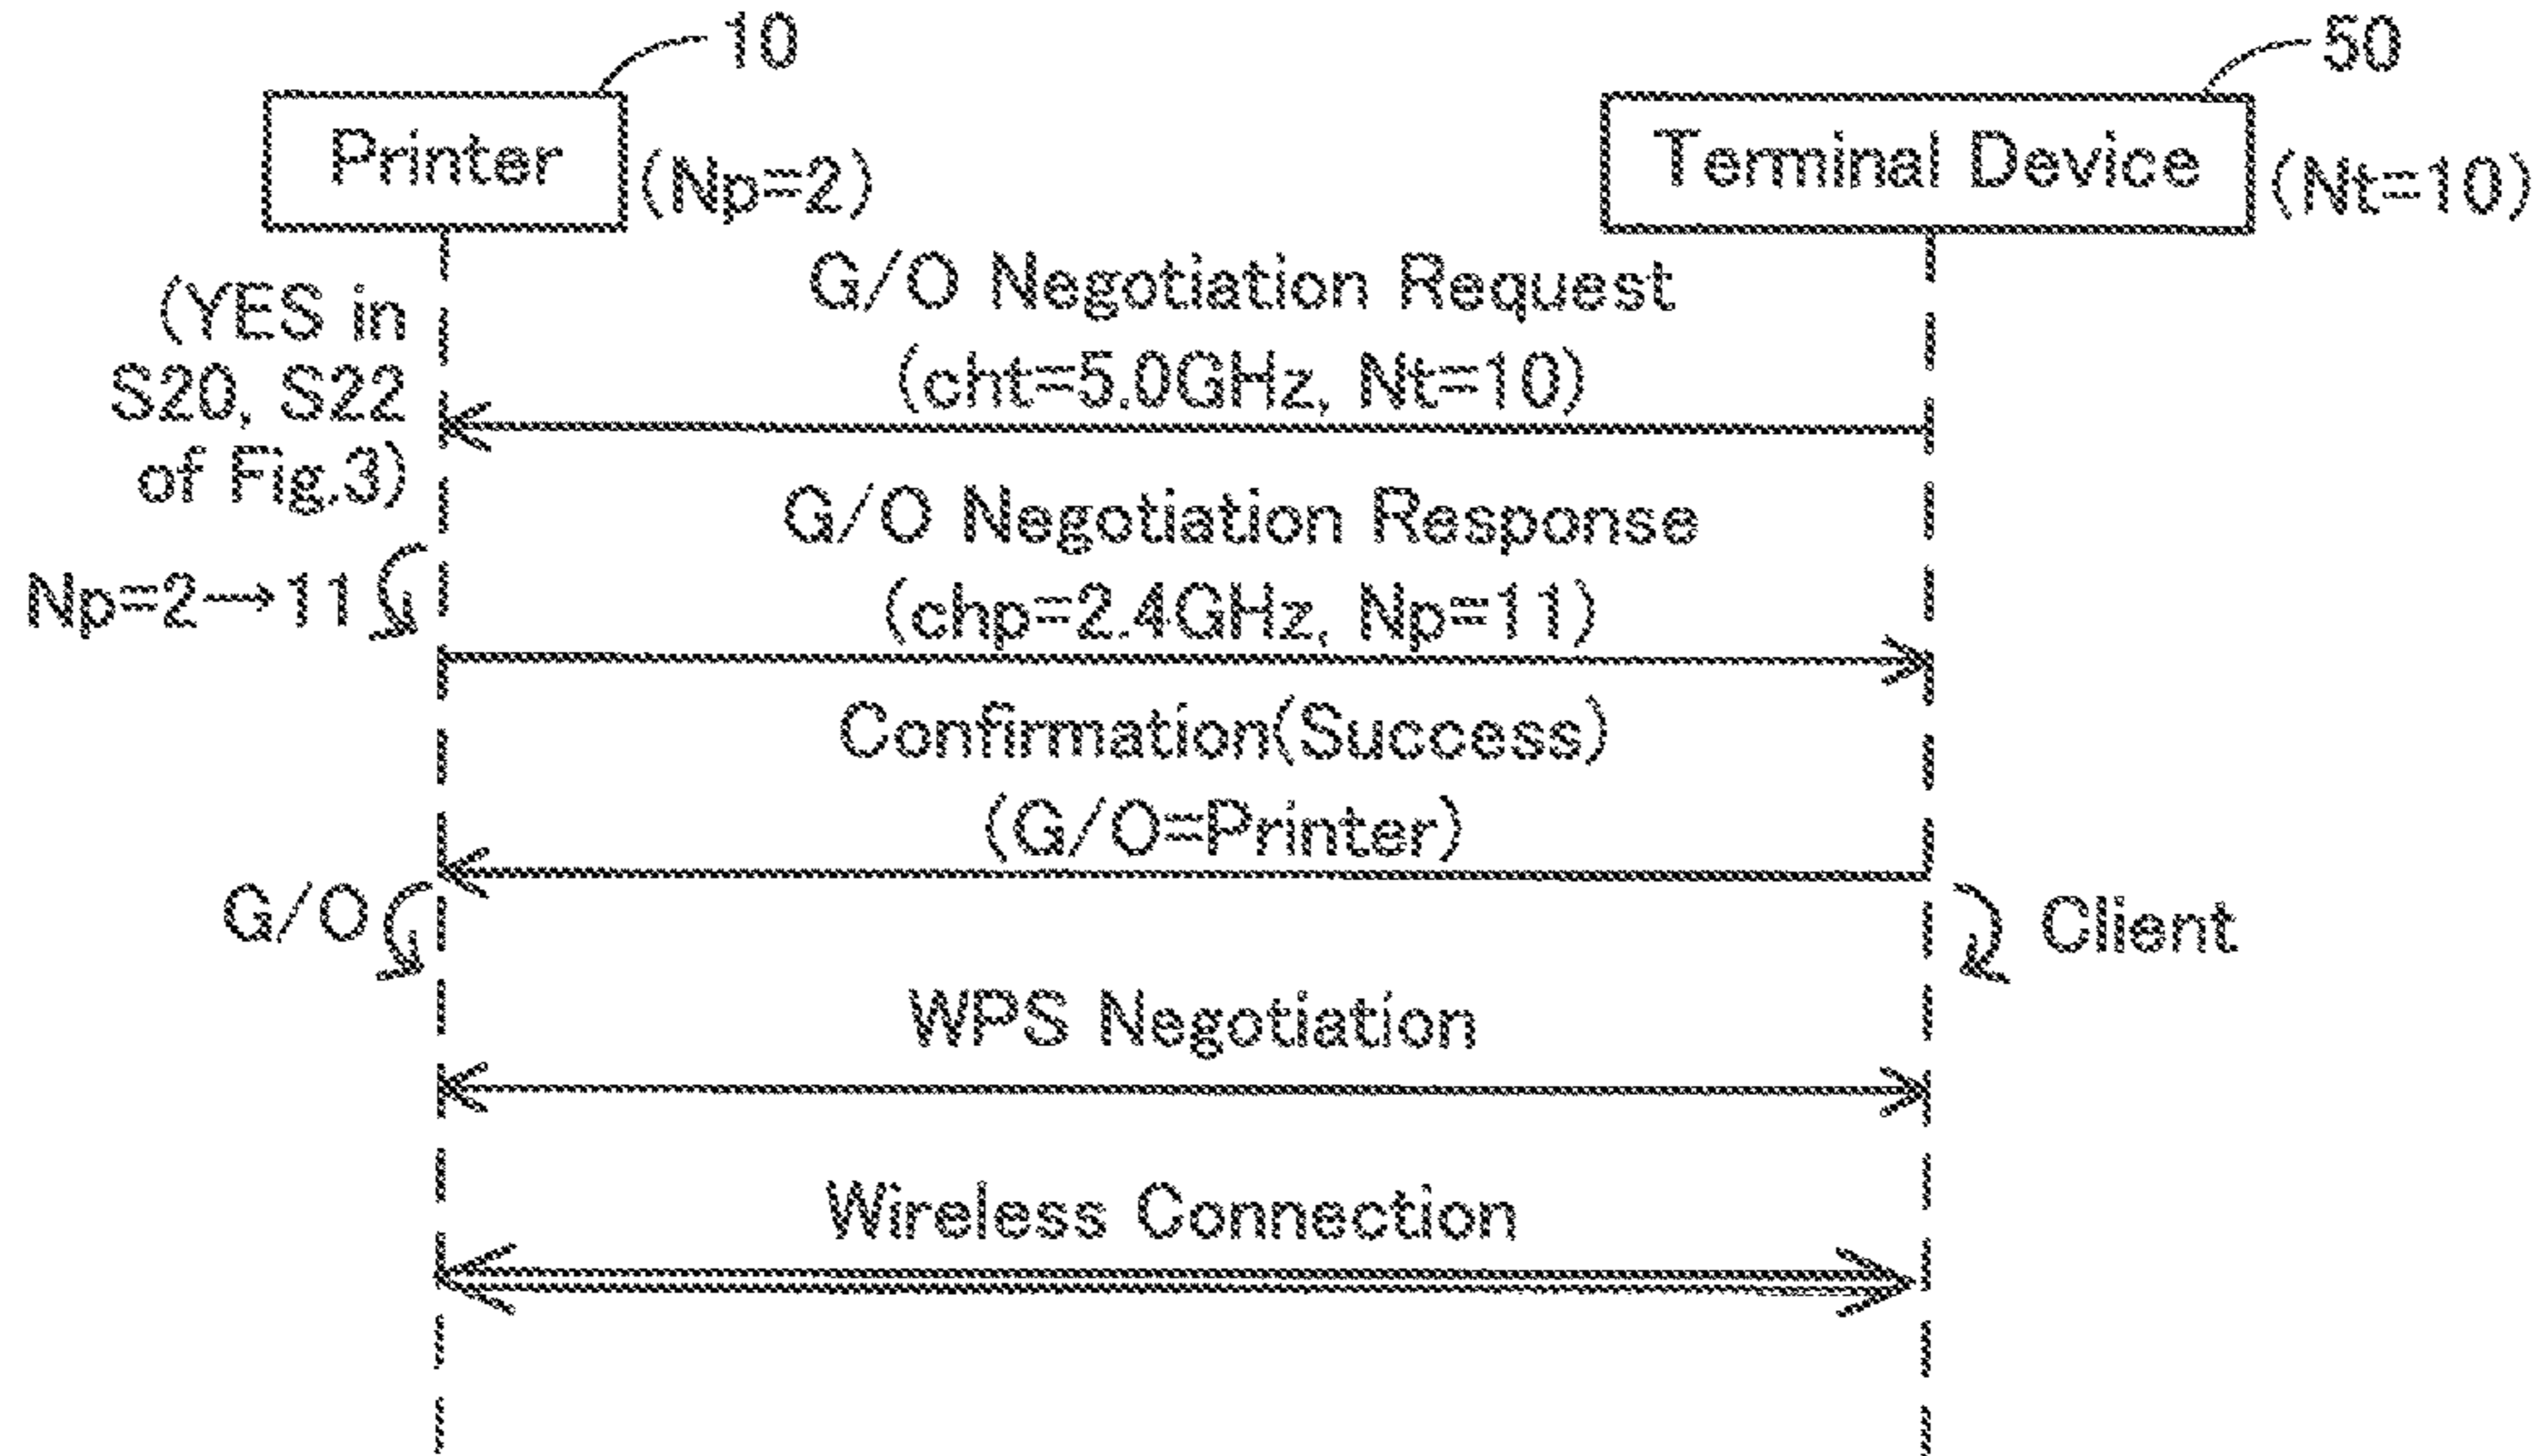 10
50
Printer
(Np=2)
Terminal Device
(Nt=10)
(YES in
S20, S22
of Fig.3)
G/O Negotiation Request
(cht=5.0GHz, Nt=10)
G/O Negotiation Response
(chp=2.4GHz, Np=11)
Np=2→11
Confirmation(Success)
(G/O=Printer)
G/O
Client
WPS Negotiation
Wireless Connection